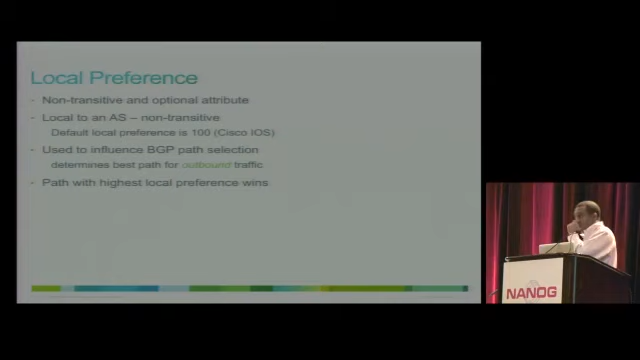 Local Preference
- Non-transitive and optional attribute
- Local to an AS – non-transitive
Default local preference is 100 (Cisco IOS)
- Used to influence BGP path selection
determines best path for outbound traffic
- Path with highest local preference wins
NANOG